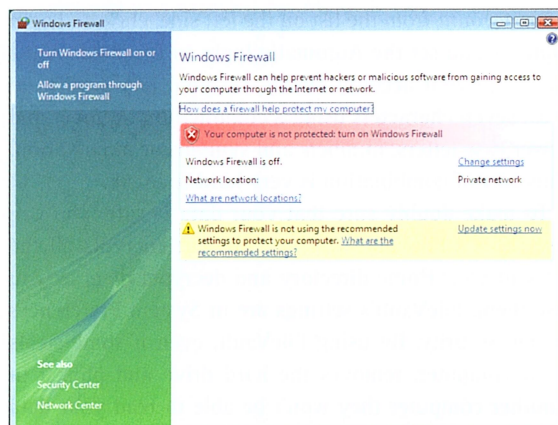 Windows Firewall
Turn Windows Firewall on or
off
Allow a program through
Windows Firewall
See also
Security Center
Network Center
Windows Firewall
Windows Firewall can help prevent hackers or malicious software from gaining access to
your computer through the Internet or network.
How does a firewall help protect my computer?
Your computer is not protected: turn on Windows Firewall
Windows Firewall is off.
Change settings
Network location:
Private network
What are network locations?
Windows Firewall is not using the recommended
settings to protect your computer. What are the
recommended settings?
Update settings now